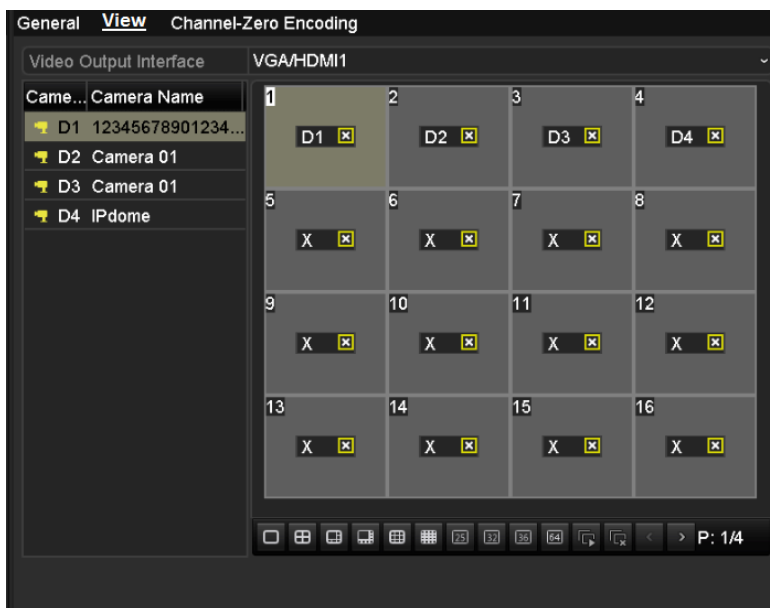 General View Channel-Zero Encoding
Video Output Interface VGA/HDMI1
Came... Camera Name
D1 12345678901234...
D2 Camera 01
D3 Camera 01
D4 IPdome
1 2 3 4
D1 D2 D3 D4
5 6 7 8
X X X X
9 10 11 12
X X X X
13 14 15 16
X X X X
25 32 36 64 P: 1/4